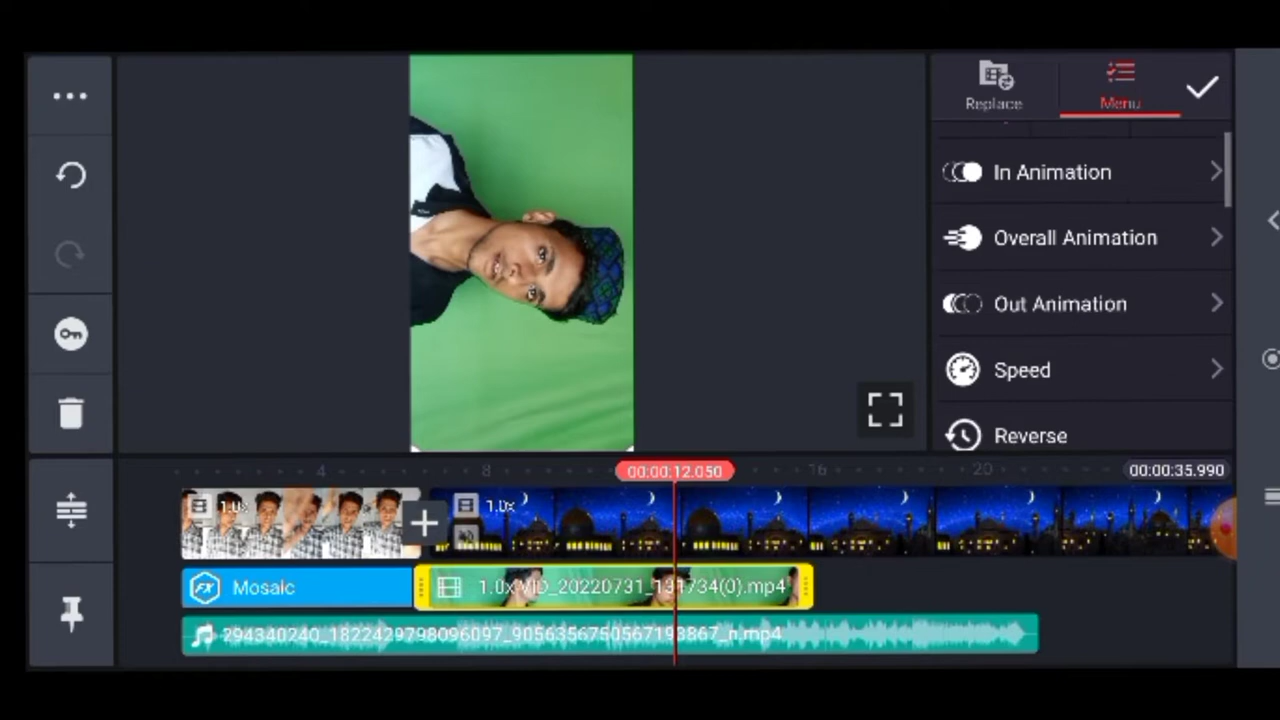 Replace
Menu
In Animation
Overall Animation
Out Animation
Speed
Reverse
4
8
00:00:12.050
16
20
00:00:35.990
1.0x
1.0x
FX Mosaic
1.0x VID_20220731_131734(0).mp4
294340240_1822429798096097_9056356750567193867_n.mp4